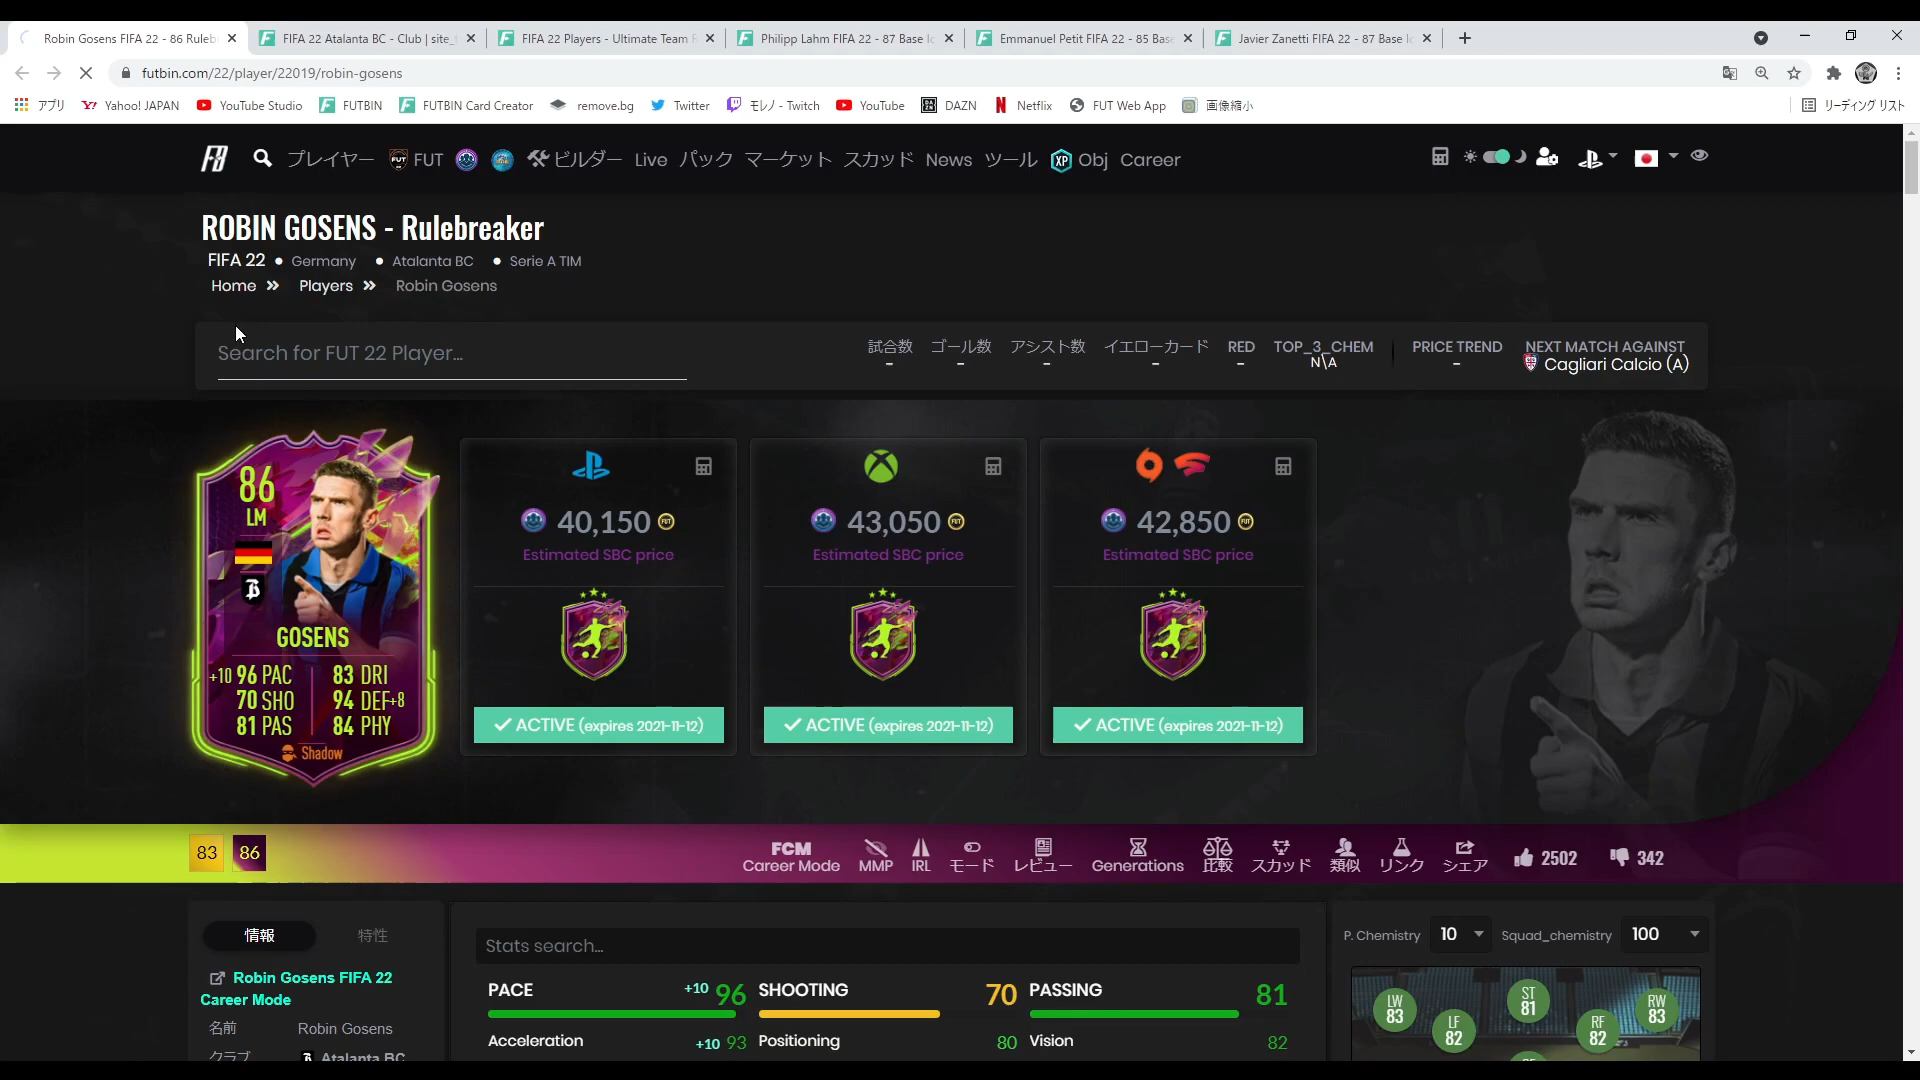 Robin Gosens FIFA 22 - 86 Rulebr
FIFA 22 Atalanta BC - Club | site_t
FIFA 22 Players - Ultimate Team R
Philipp Lahm FIFA 22 - 87 Base Ic
Emmanuel Petit FIFA 22 - 85 Base
Javier Zanetti FIFA 22 - 87 Base Ic
futbin.com/22/player/22019/robin-gosens
アプリ Yahoo! JAPAN YouTube Studio FUTBIN FUTBIN Card Creator remove.bg Twitter モレノ - Twitch YouTube DAZN Netflix FUT Web App 画像縮小 リーディング リスト
プレイヤー FUT ビルダー Live パック マーケット スカッド News ツール XP Obj Career
ROBIN GOSENS - Rulebreaker
FIFA 22 • Germany • Atalanta BC • Serie A TIM
Home » Players » Robin Gosens
Search for FUT 22 Player...
試合数 ゴール数 アシスト数 イエローカード RED TOP_3_CHEM PRICE TREND NEXT MATCH AGAINST
- - - - - N\A - Cagliari Calcio (A)
86
LM
GOSENS
+10 96 PAC 83 DRI
70 SHO 94 DEF+8
81 PAS 84 PHY
Shadow
40,150
Estimated SBC price
ACTIVE (expires 2021-11-12)
43,050
Estimated SBC price
ACTIVE (expires 2021-11-12)
42,850
Estimated SBC price
ACTIVE (expires 2021-11-12)
83 86
FCM
Career Mode MMP IRL モード レビュー Generations 比較 スカッド 類似 リンク シェア 2502 342
情報 特性
Robin Gosens FIFA 22
Career Mode
名前 Robin Gosens
クラブ Atalanta BC
Stats search...
PACE +10 96 SHOOTING 70 PASSING 81
Acceleration +10 93 Positioning 80 Vision 82
P. Chemistry 10 Squad_chemistry 100
LW
83
LF
82
ST
81
RF
82
RW
83